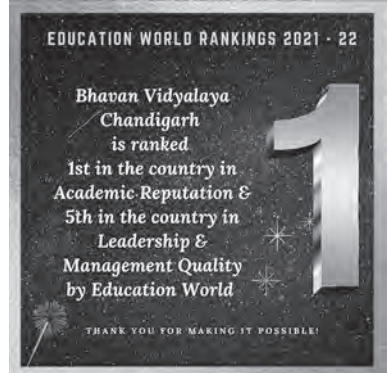 EDUCATION WORLD RANKINGS 2021 - 22
Bhavan Vidyalaya
Chandigarh
is ranked
1st in the country in
Academic Reputation &
5th in the country in
Leadership &
Management Quality
by Education World
1
THANK YOU FOR MAKING IT POSSIBLE!